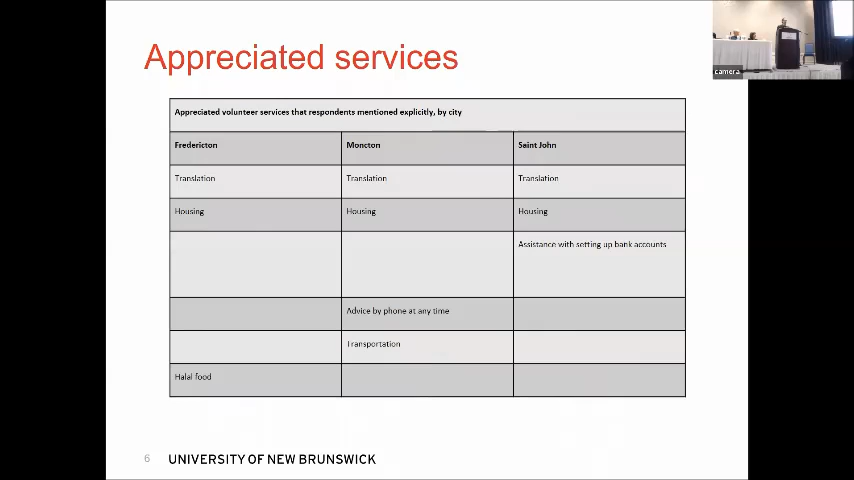 Appreciated services
camera
Appreciated volunteer services that respondents mentioned explicitly, by city
Fredericton Moncton Saint John
Translation Translation Translation
Housing Housing Housing
Assistance with setting up bank accounts
Advice by phone at any time
Transportation
Halal food
6 UNIVERSITY OF NEW BRUNSWICK